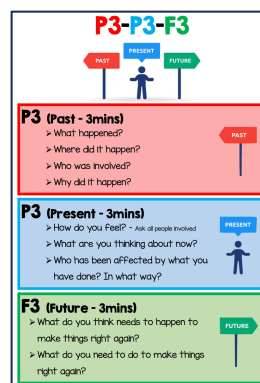 P3-P3-F3
PAST
PRESENT
FUTURE
P3 (Past - 3mins)
➢ What happened?
➢ Where did it happen?
➢ Who was involved?
➢ Why did it happen?
PAST
P3 (Present - 3mins)
➢ How do you feel? - Ask all people involved
➢ What are you thinking about now?
➢ Who has been affected by what you
have done? In what way?
PRESENT
F3 (Future - 3mins)
➢ What do you think needs to happen to
make things right again?
➢ What do you need to do to make things
right again?
FUTURE